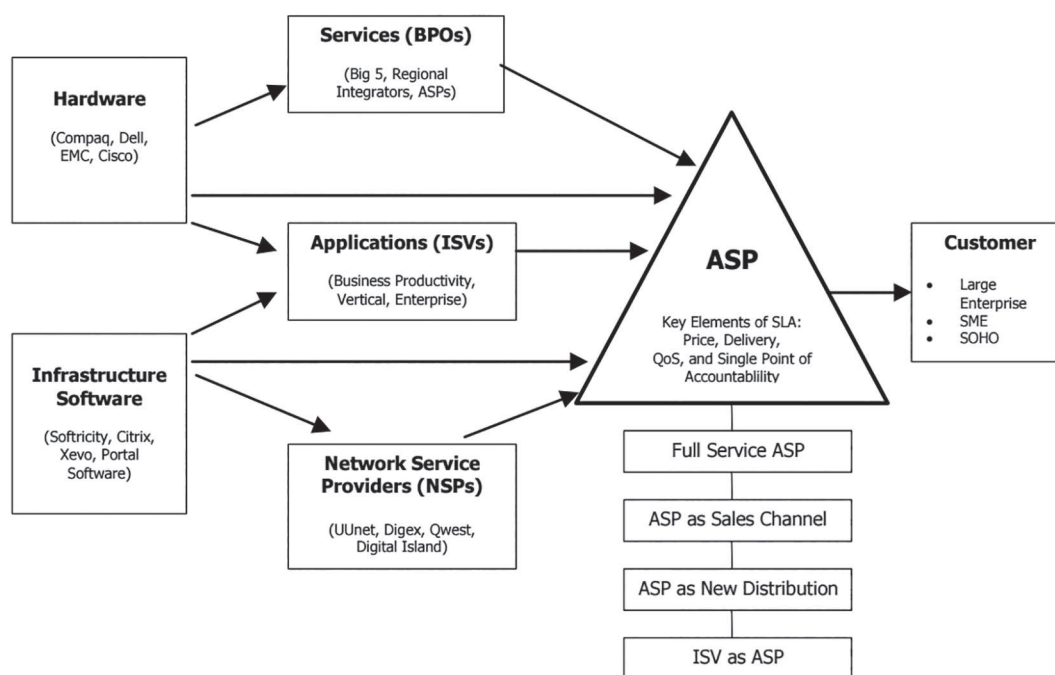 Services (BPOs)
(Big 5, Regional
Integrators, ASPs)
Hardware
(Compaq, Dell,
EMC, Cisco)
Applications (ISVs)
(Business Productivity,
Vertical, Enterprise)
ASP
Key Elements of SLA:
Price, Delivery,
QoS, and Single Point of
Accountablility
Customer
• Large
Enterprise
• SME
• SOHO
Infrastructure
Software
(Softricity, Citrix,
Xevo, Portal
Software)
Network Service
Providers (NSPs)
(UUnet, Digex, Qwest,
Digital Island)
Full Service ASP
ASP as Sales Channel
ASP as New Distribution
ISV as ASP